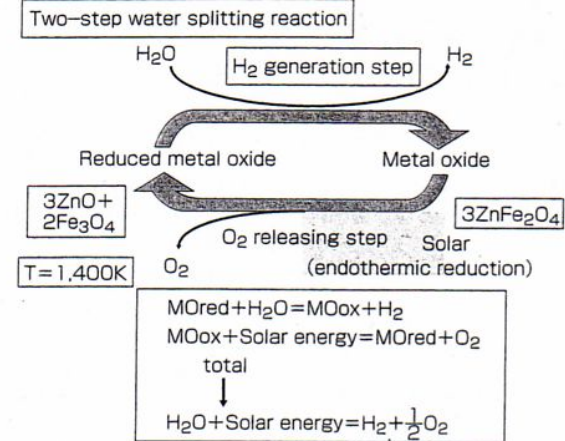 Two-step water splitting reaction
H₂O
H₂ generation step
H₂
Reduced metal oxide
Metal oxide
3ZnO+
2Fe₃O₄
3ZnFe₂O₄
O₂ releasing step
Solar
T=1,400K
O₂
(endothermic reduction)
MOred+H₂O=MOox+H₂
MOox+Solar energy=MOred+O₂
total
H₂O+Solar energy=H₂+½O₂